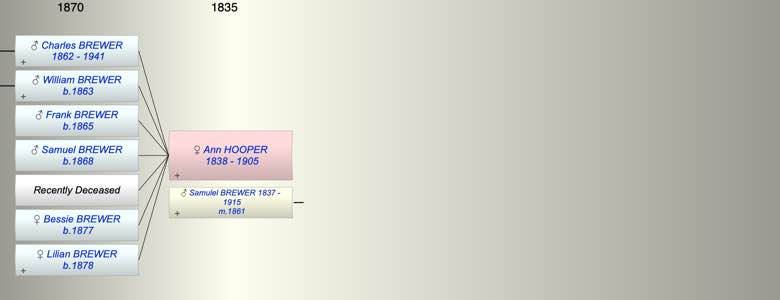 1870 1835
♂ Charles BREWER
1862 - 1941
+
♂ William BREWER
b.1863
+
♂ Frank BREWER
b.1865
♂ Samuel BREWER
b.1868
+
Recently Deceased
♀ Bessie BREWER
b.1877
♀ Lilian BREWER
b.1878
+
♀ Ann HOOPER
1838 - 1905
+
♂ Samulel BREWER 1837 -
1915
m.1861
+